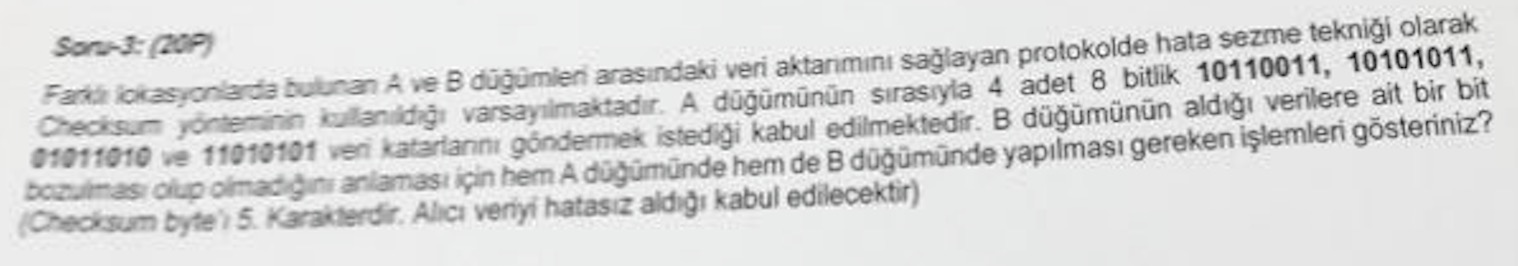 Soru-3: (20P)
Farklı lokasyonlarda bulunan A ve B düğümleri arasındaki veri aktarımını sağlayan protokolde hata sezme tekniği olarak
Checksum yönteminin kullanıldığı varsayılmaktadır. A düğümünün sırasıyla 4 adet 8 bitlik 10110011, 10101011,
01011010 ve 11010101 veri katarlarını göndermek istediği kabul edilmektedir. B düğümünün aldığı verilere ait bir bit
bozulması olup olmadığını anlaması için hem A düğümünde hem de B düğümünde yapılması gereken işlemleri gösteriniz?
(Checksum byte'ı 5. Karakterdir. Alıcı veriyi hatasız aldığı kabul edilecektir)